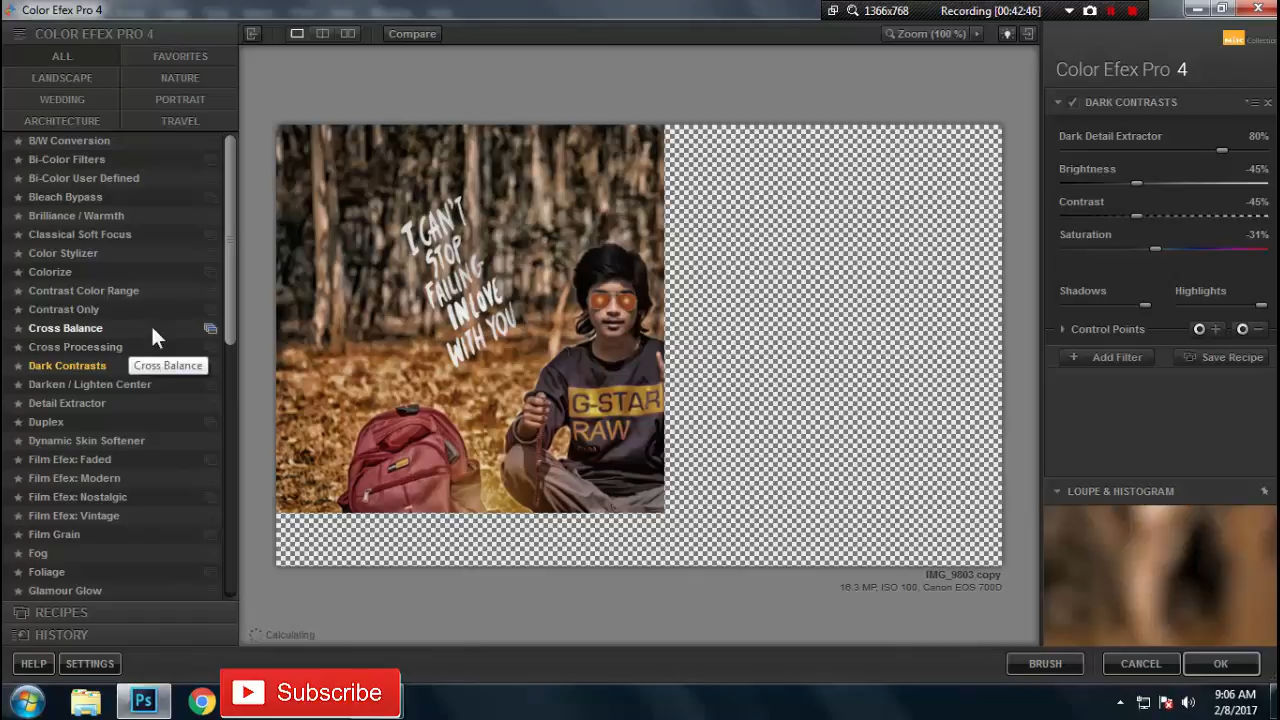 Color Efex Pro 4
1366x768
Recording [00:42:46]
COLOR EFEX PRO 4
Compare
Zoom (100 %)
ALL
FAVORITES
LANDSCAPE
NATURE
WEDDING
PORTRAIT
ARCHITECTURE
TRAVEL
B/W Conversion
Bi-Color Filters
Bi-Color User Defined
Bleach Bypass
Brilliance / Warmth
Classical Soft Focus
Color Stylizer
Colorize
Contrast Color Range
Contrast Only
Cross Balance
Cross Processing
Dark Contrasts
Cross Balance
Darken / Lighten Center
Detail Extractor
Duplex
Dynamic Skin Softener
Film Efex: Faded
Film Efex: Modern
Film Efex: Nostalgic
Film Efex: Vintage
Film Grain
Fog
Foliage
Glamour Glow
RECIPES
HISTORY
HELP
SETTINGS
I CAN'T
STOP
FAILING
IN LOVE
WITH YOU
G-STAR
RAW
IMG_9803 copy
16.3 MP, ISO 100, Canon EOS 700D
Calculating
Nik Collection
Color Efex Pro 4
DARK CONTRASTS
Dark Detail Extractor 80%
Brightness -45%
Contrast -45%
Saturation -31%
Shadows
Highlights
Control Points
Add Filter
Save Recipe
LOUPE & HISTOGRAM
BRUSH
CANCEL
OK
Ps
Subscribe
9:06 AM
2/8/2017